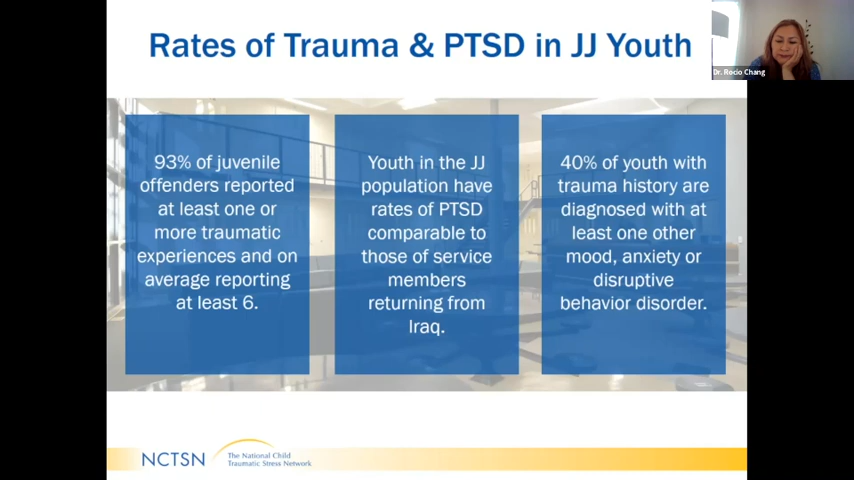 Rates of Trauma & PTSD in JJ Youth
Dr. Rocio Chang
93% of juvenile
offenders reported
at least one or
more traumatic
experiences and on
average reporting
at least 6.
Youth in the JJ
population have
rates of PTSD
comparable to
those of service
members
returning from
Iraq.
40% of youth with
trauma history are
diagnosed with at
least one other
mood, anxiety or
disruptive
behavior disorder.
NCTSN
The National Child
Traumatic Stress Network